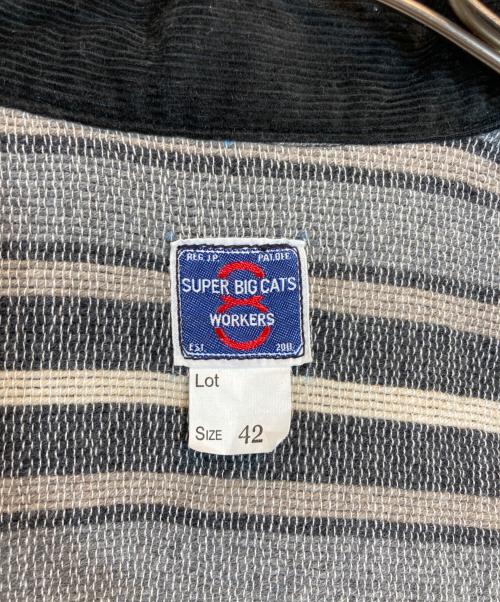 REG. J.P. PAT.OFF.
SUPER BIG CATS
WORKERS
EST. 2011
Lot
SIZE 42